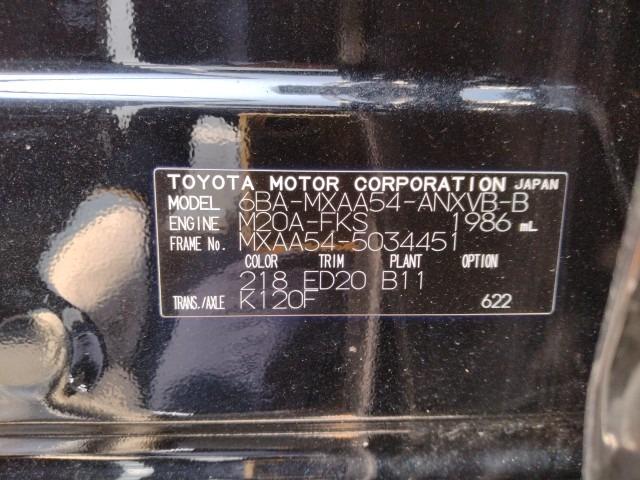 TOYOTA MOTOR CORPORATION JAPAN
MODEL 6BA-MXAA54-ANXVB-B
ENGINE M20A-FKS 1986 mL
FRAME No. MXAA54-5034451
COLOR TRIM PLANT OPTION
218 ED20 B11
TRANS./AXLE K120F 622